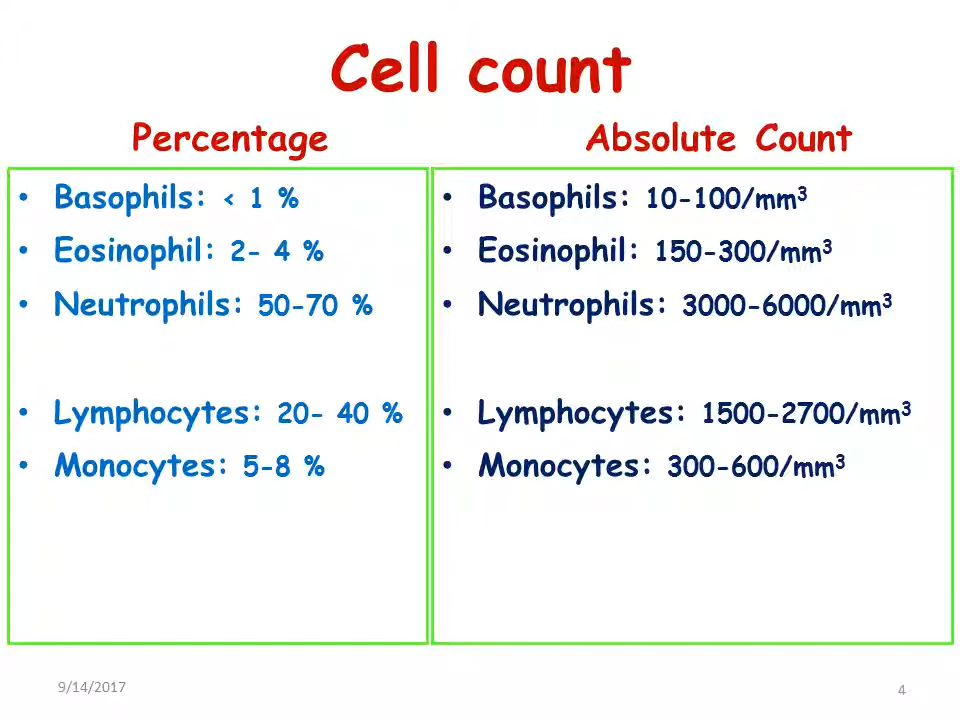 Cell count
Percentage
• Basophils: < 1 %
• Eosinophil: 2- 4 %
• Neutrophils: 50-70 %
• Lymphocytes: 20- 40 %
• Monocytes: 5-8 %
Absolute Count
• Basophils: 10-100/mm³
• Eosinophil: 150-300/mm³
• Neutrophils: 3000-6000/mm³
• Lymphocytes: 1500-2700/mm³
• Monocytes: 300-600/mm³
9/14/2017
4